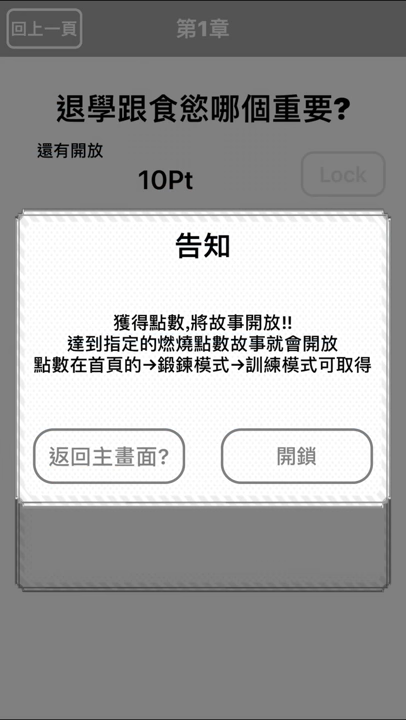 回上一頁
第1章
退學跟食慾哪個重要?
還有開放
10Pt
Lock
告知
獲得點數,將故事開放!!
達到指定的燃燒點數故事就會開放
點數在首頁的→鍛鍊模式→訓練模式可取得
返回主畫面?
開鎖